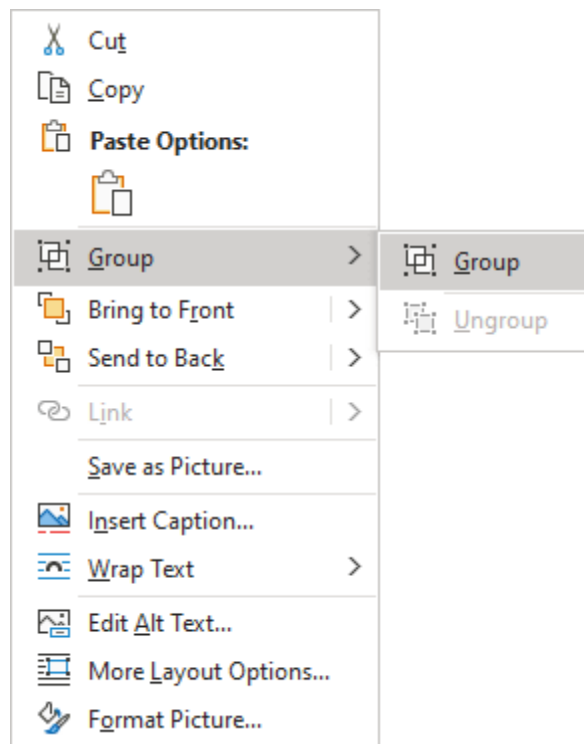 Cut
Copy
Paste Options:
Group
Group
Bring to Front
Ungroup
Send to Back
Link
Save as Picture...
Insert Caption...
Wrap Text
Edit Alt Text...
More Layout Options...
Format Picture...